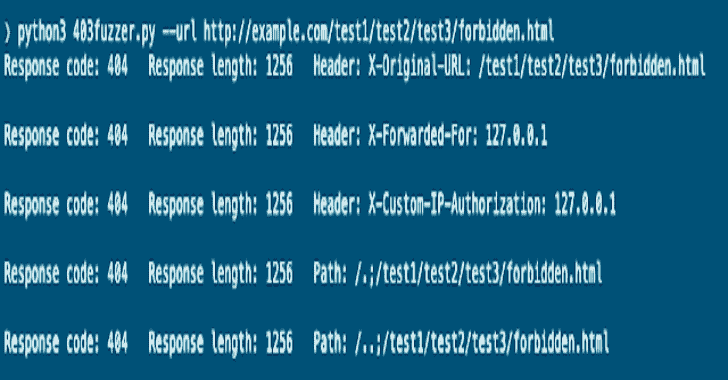 ❯ python3 403fuzzer.py --url http://example.com/test1/test2/test3/forbidden.html
Response code: 404 Response length: 1256 Header: X-Original-URL: /test1/test2/test3/forbidden.html
Response code: 404 Response length: 1256 Header: X-Forwarded-For: 127.0.0.1
Response code: 404 Response length: 1256 Header: X-Custom-IP-Authorization: 127.0.0.1
Response code: 404 Response length: 1256 Path: /.;/test1/test2/test3/forbidden.html
Response code: 404 Response length: 1256 Path: /..;/test1/test2/test3/forbidden.html